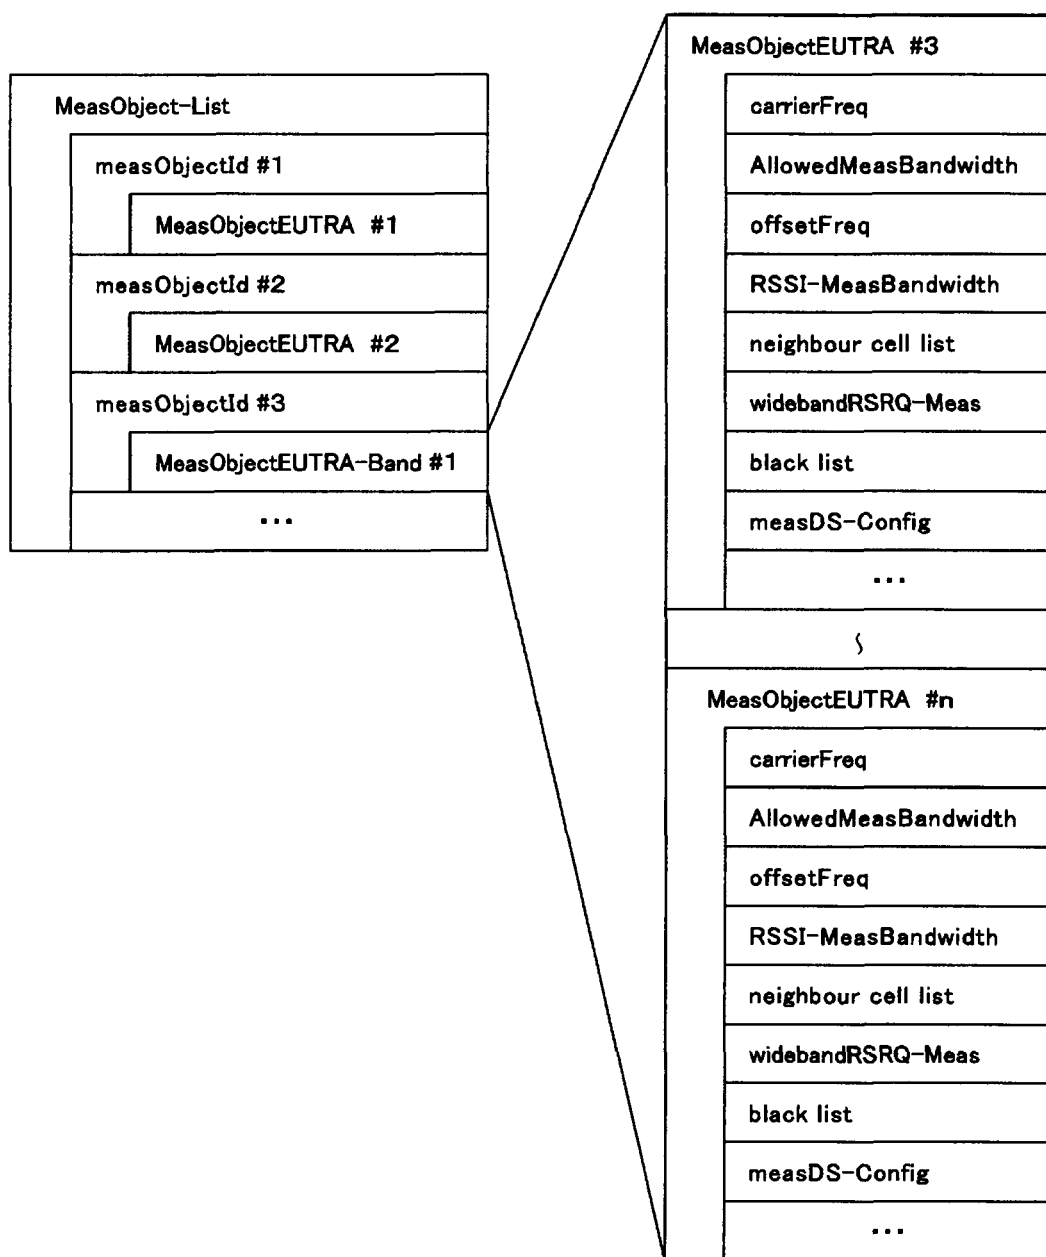 MeasObject-List
measObjectId #1
MeasObjectEUTRA #1
measObjectId #2
MeasObjectEUTRA #2
measObjectId #3
MeasObjectEUTRA-Band #1
...
MeasObjectEUTRA #3
carrierFreq
AllowedMeasBandwidth
offsetFreq
RSSI-MeasBandwidth
neighbour cell list
widebandRSRQ-Meas
black list
measDS-Config
...
MeasObjectEUTRA #n
carrierFreq
AllowedMeasBandwidth
offsetFreq
RSSI-MeasBandwidth
neighbour cell list
widebandRSRQ-Meas
black list
measDS-Config
...